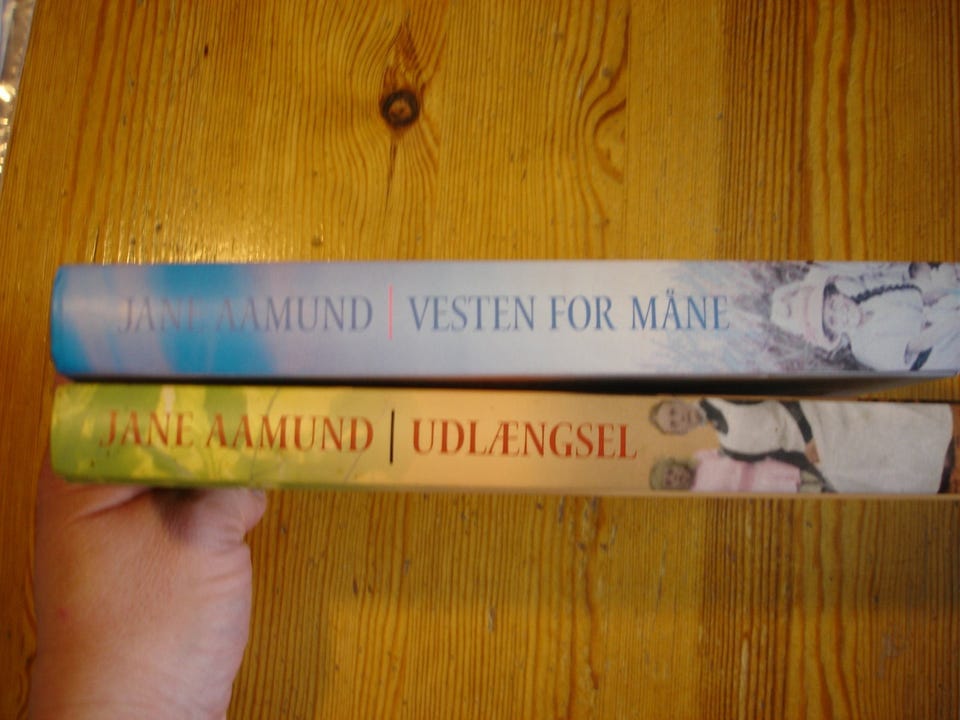 JANE AAMUND | VESTEN FOR MÅNE
JANE AAMUND | UDLÆNGSEL